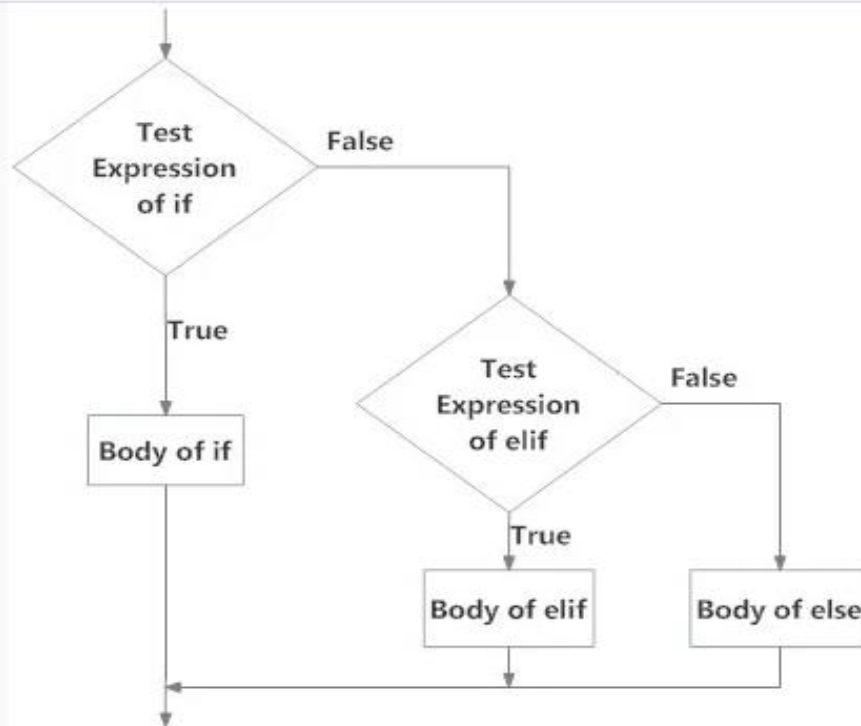 Test
Expression
of if
False
True
Body of if
Test
Expression
of elif
False
True
Body of elif
Body of else